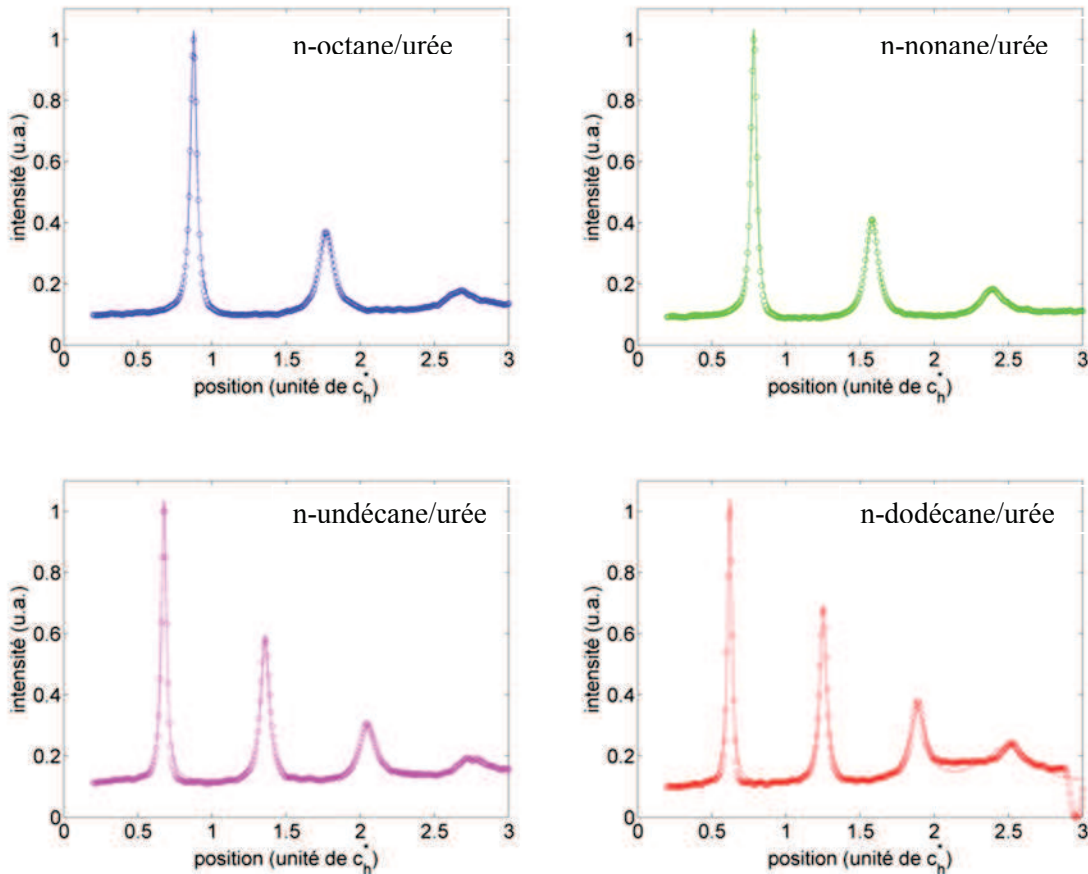 n-octane/urée
intensité (u.a.)
1
0.8
0.6
0.4
0.2
0
0 0.5 1 1.5 2 2.5 3
position (unité de c*h)
n-nonane/urée
intensité (u.a.)
1
0.8
0.6
0.4
0.2
0
0 0.5 1 1.5 2 2.5 3
position (unité de c*h)
n-undécane/urée
intensité (u.a.)
1
0.8
0.6
0.4
0.2
0
0 0.5 1 1.5 2 2.5 3
position (unité de c*h)
n-dodécane/urée
intensité (u.a.)
1
0.8
0.6
0.4
0.2
0
0 0.5 1 1.5 2 2.5 3
position (unité de c*h)